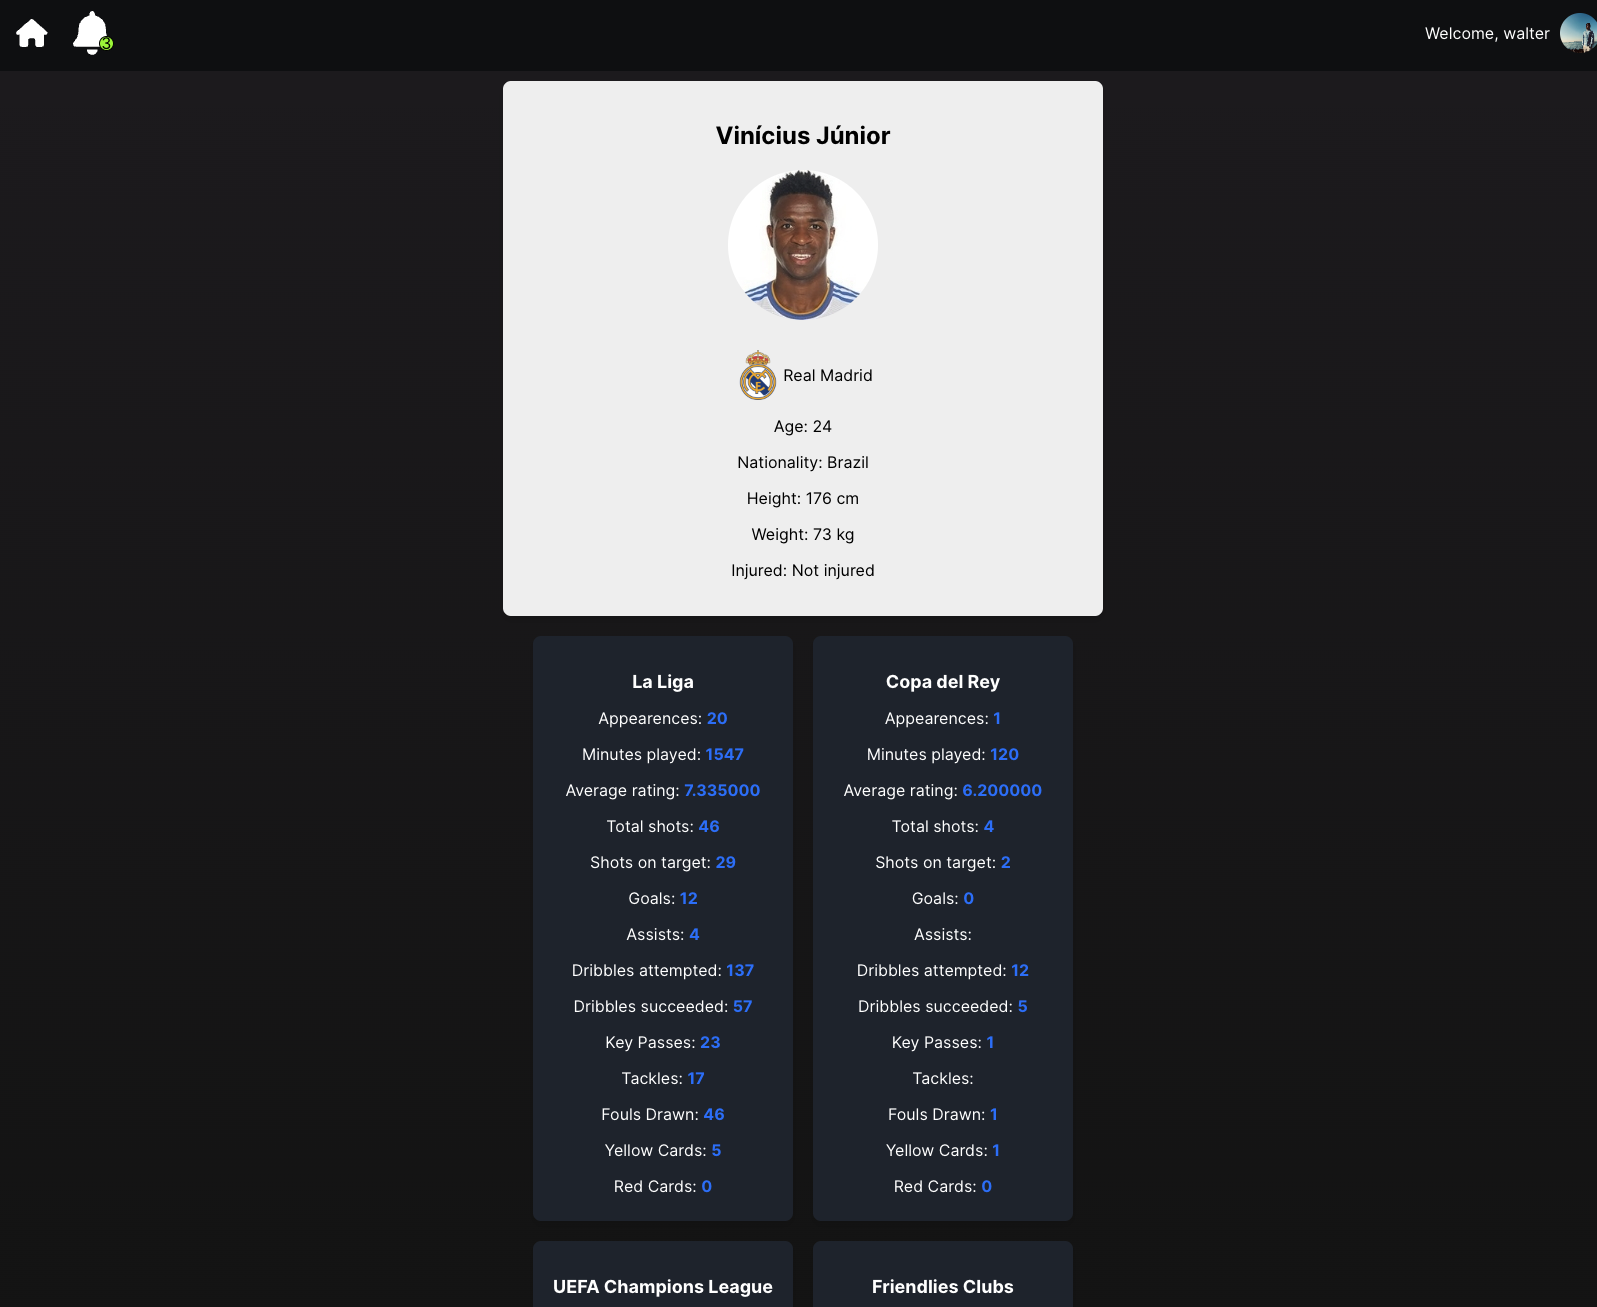 3
Welcome, walter
Vinícius Júnior
Real Madrid
Age: 24
Nationality: Brazil
Height: 176 cm
Weight: 73 kg
Injured: Not injured
La Liga
Appearences: 20
Minutes played: 1547
Average rating: 7.335000
Total shots: 46
Shots on target: 29
Goals: 12
Assists: 4
Dribbles attempted: 137
Dribbles succeeded: 57
Key Passes: 23
Tackles: 17
Fouls Drawn: 46
Yellow Cards: 5
Red Cards: 0
Copa del Rey
Appearences: 1
Minutes played: 120
Average rating: 6.200000
Total shots: 4
Shots on target: 2
Goals: 0
Assists:
Dribbles attempted: 12
Dribbles succeeded: 5
Key Passes: 1
Tackles:
Fouls Drawn: 1
Yellow Cards: 1
Red Cards: 0
UEFA Champions League
Friendlies Clubs